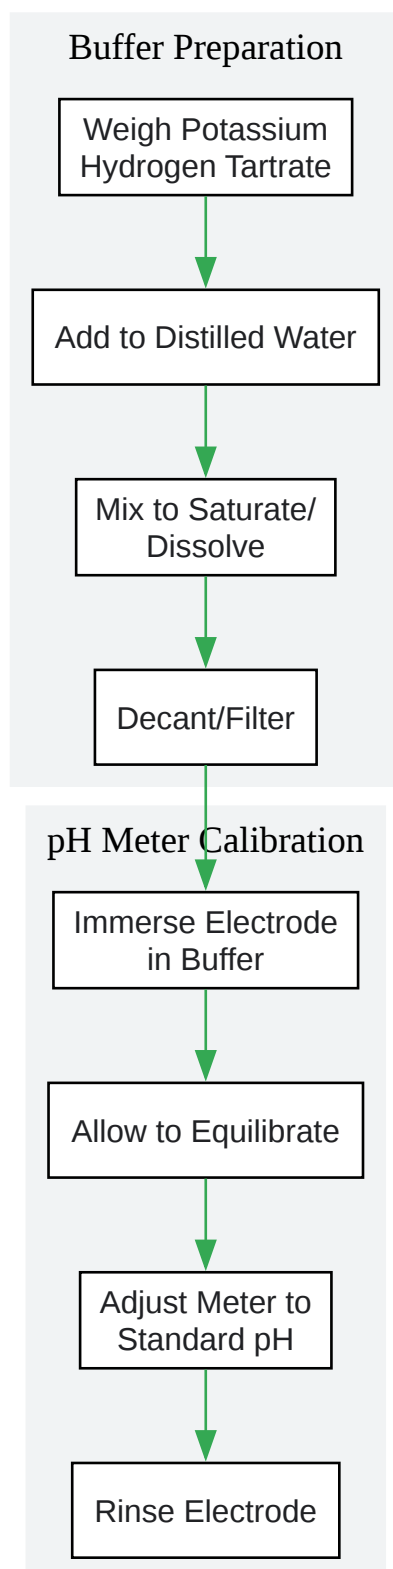 Buffer Preparation
Weigh Potassium
Hydrogen Tartrate
Add to Distilled Water
Mix to Saturate/
Dissolve
Decant/Filter
pH Meter Calibration
Immerse Electrode
in Buffer
Allow to Equilibrate
Adjust Meter to
Standard pH
Rinse Electrode